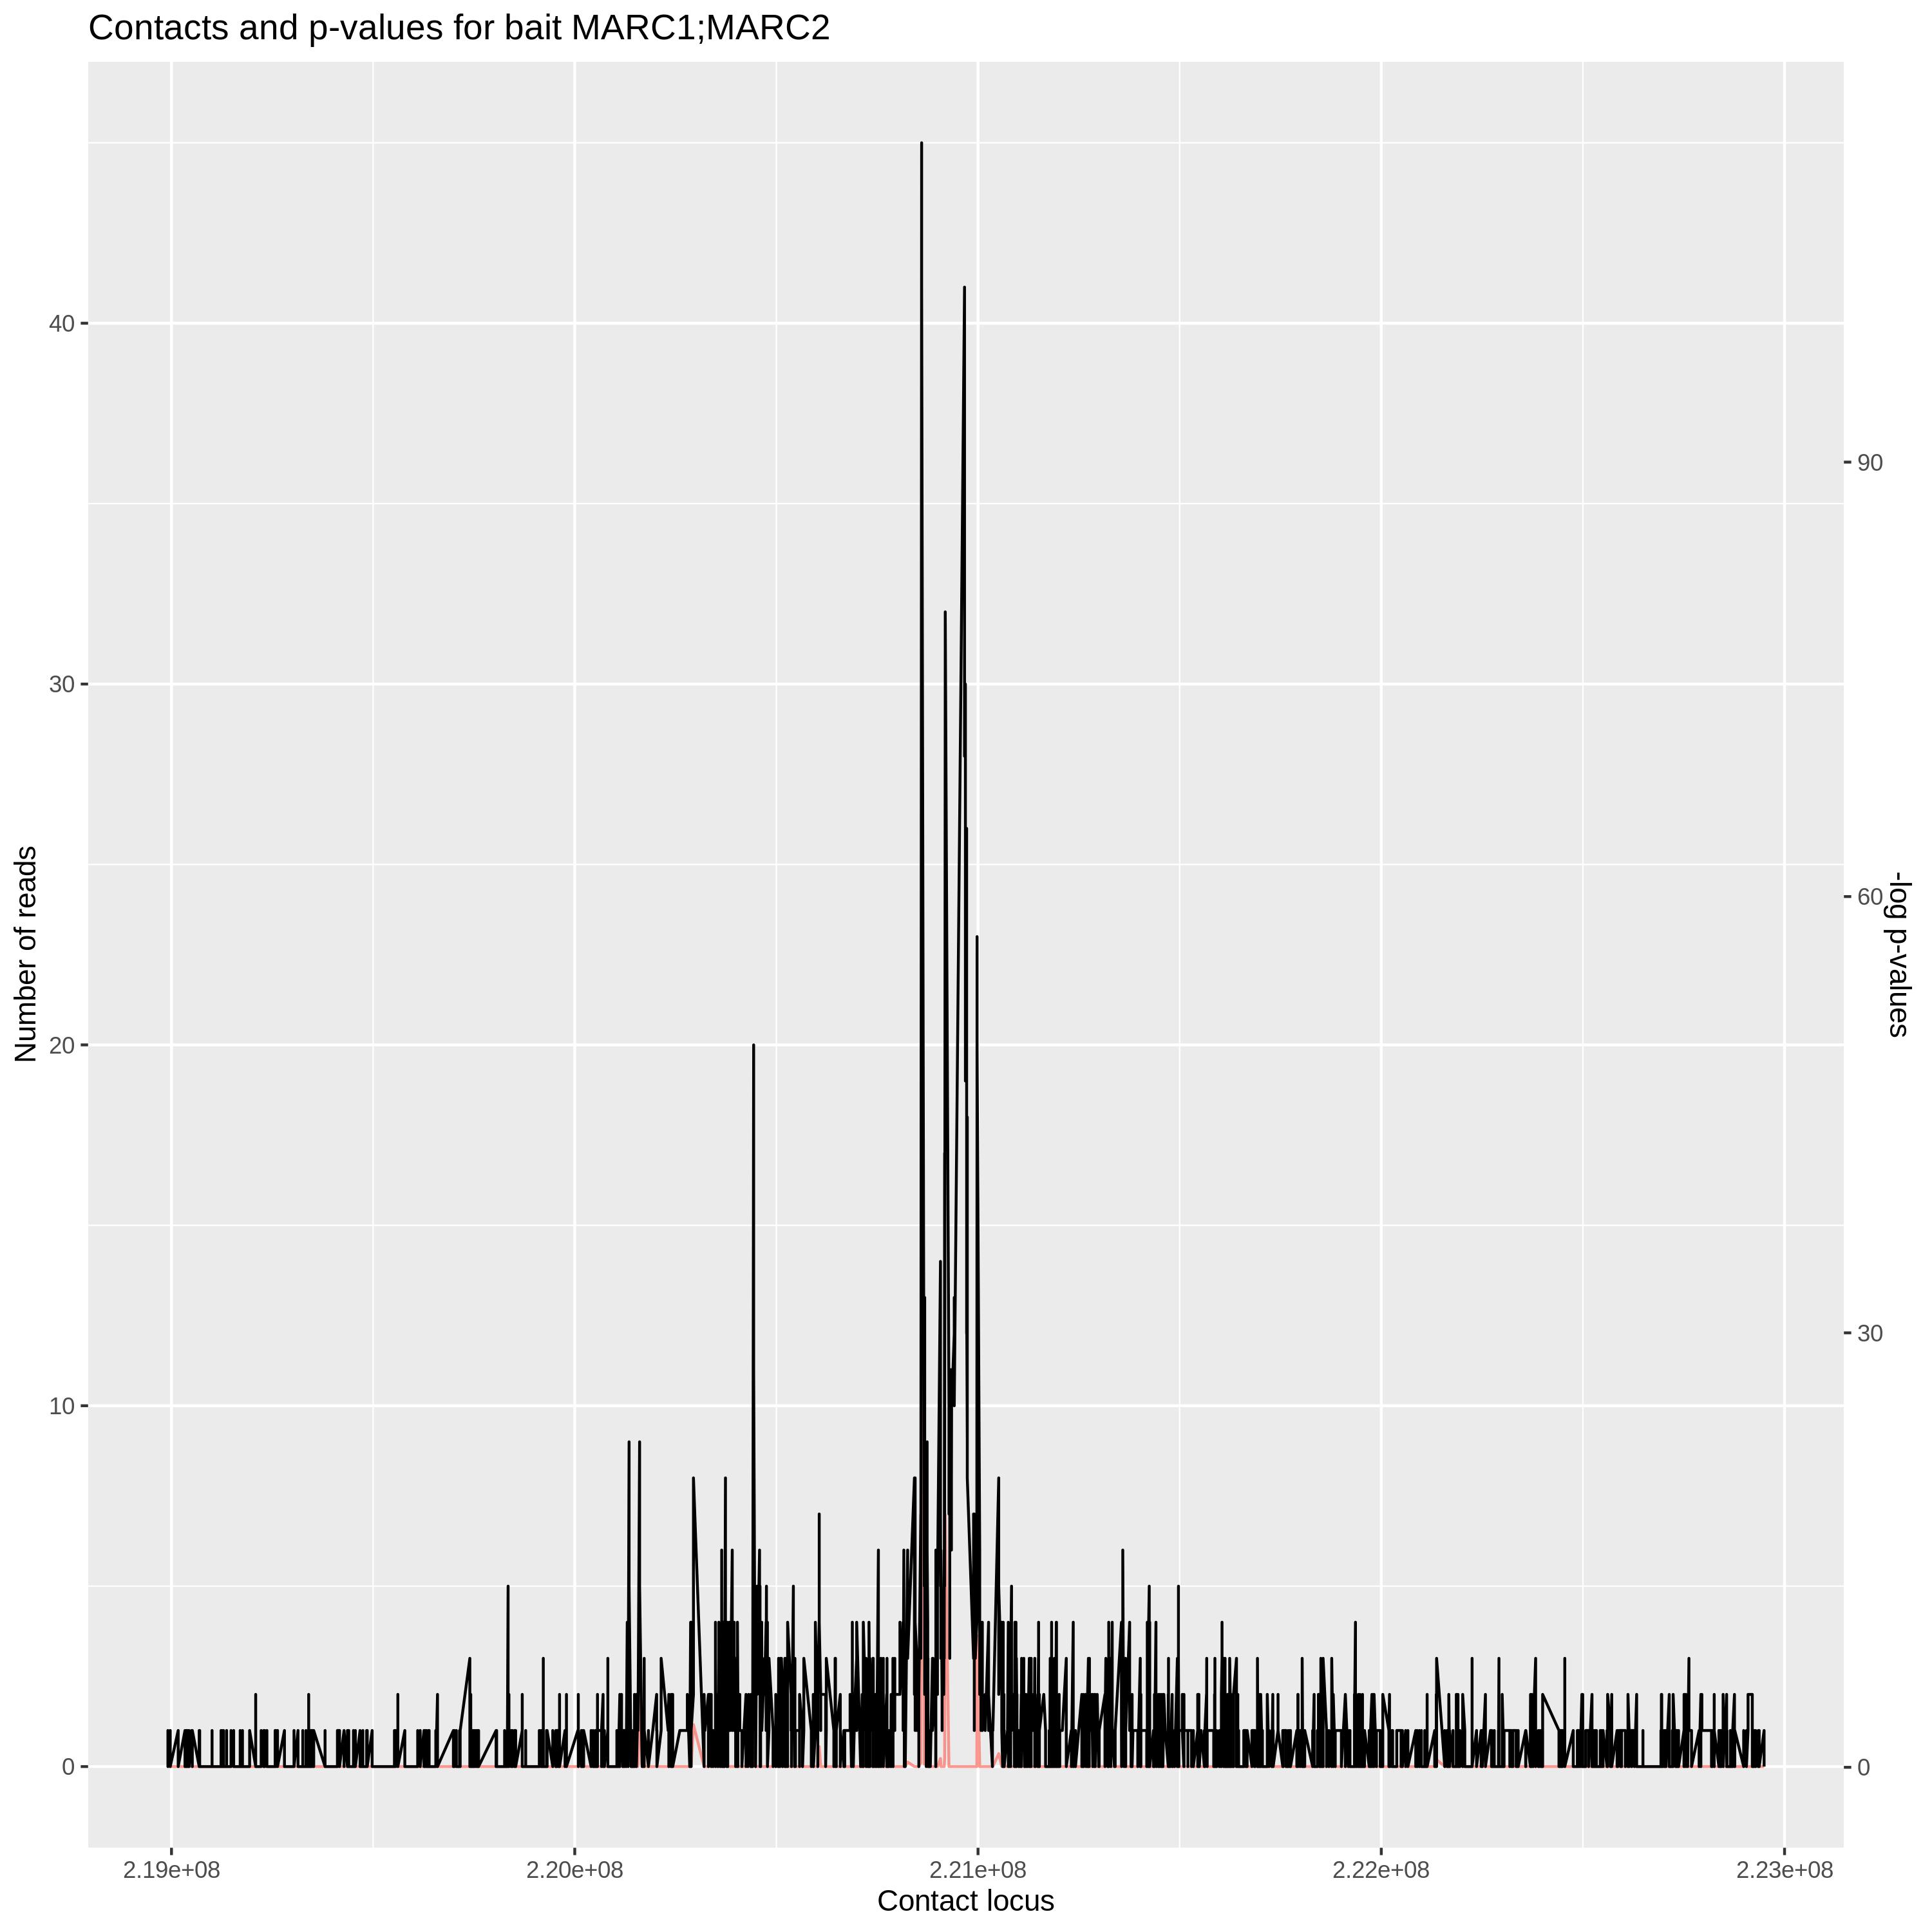 Contacts and p-values for bait MARC1;MARC2
40
30
20
10
0
Number of reads
90
60
30
0
-log p-values
2.19e+08
2.20e+08
2.21e+08
2.22e+08
2.23e+08
Contact locus